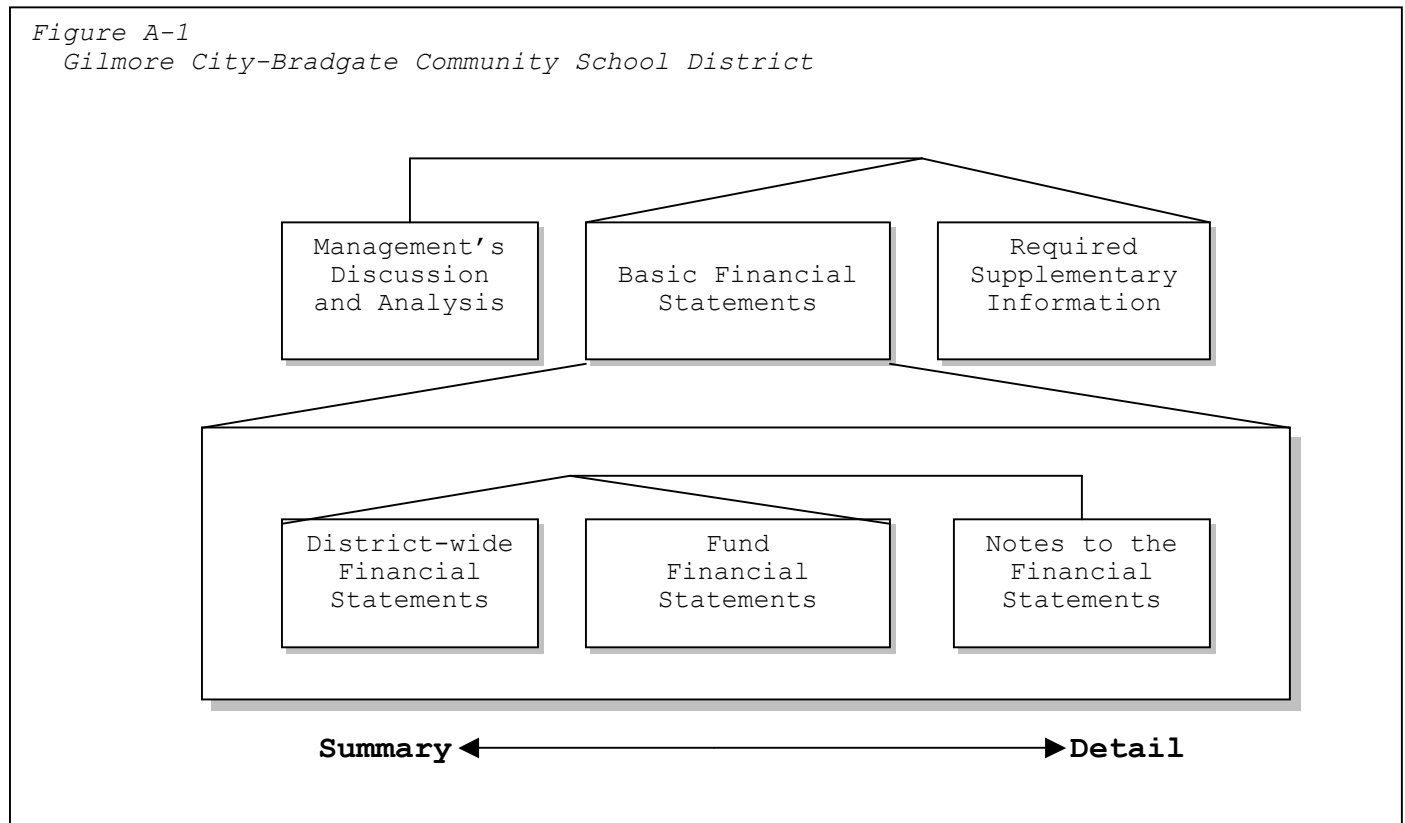 Figure A-1
Gilmore City-Bradgate Community School District
Management's
Discussion
and Analysis
Basic Financial
Statements
Required
Supplementary
Information
District-wide
Financial
Statements
Fund
Financial
Statements
Notes to the
Financial
Statements
Summary
Detail